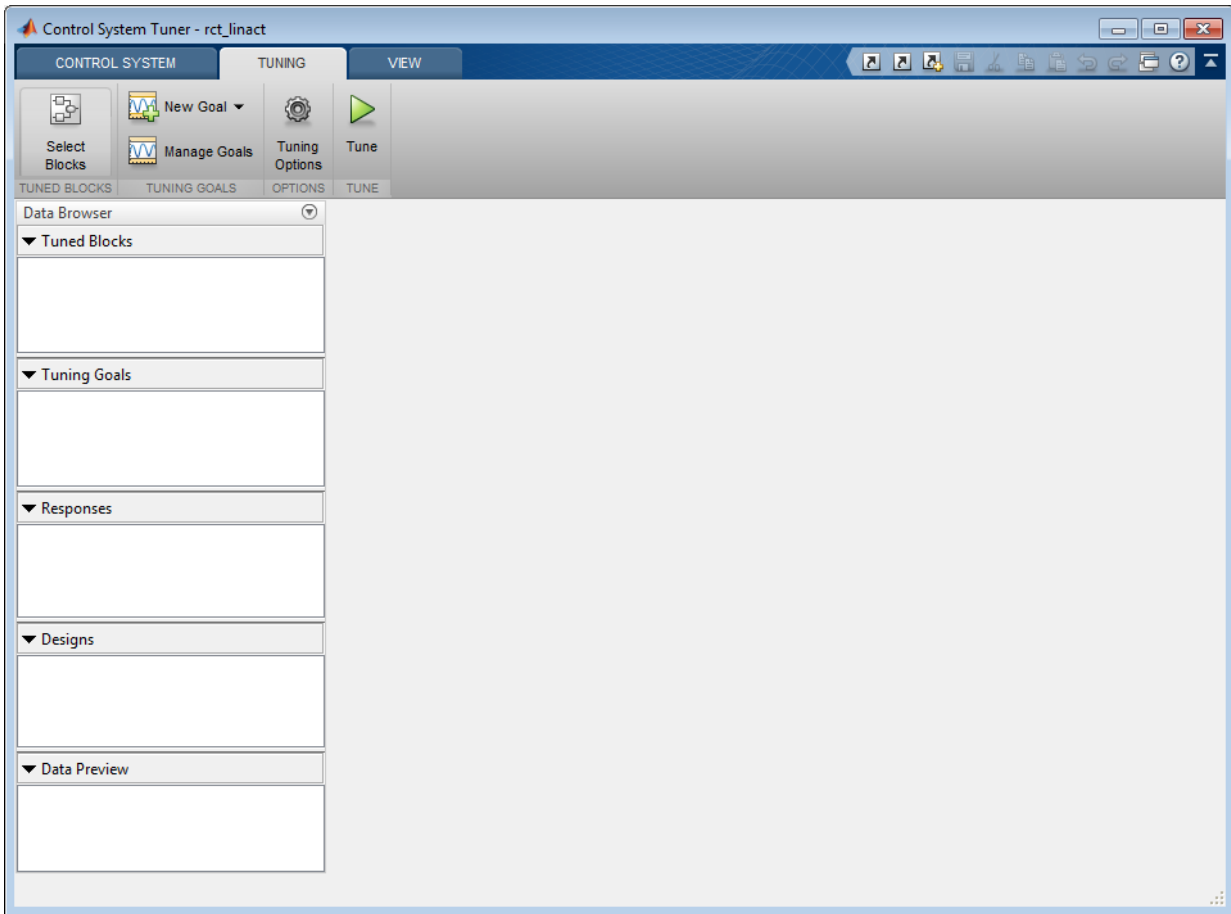 Control System Tuner - rct_linact
CONTROL SYSTEM
TUNING
VIEW
Select
Blocks
New Goal
Manage Goals
Tuning
Options
Tune
TUNED BLOCKS
TUNING GOALS
OPTIONS
TUNE
Data Browser
Tuned Blocks
Tuning Goals
Responses
Designs
Data Preview